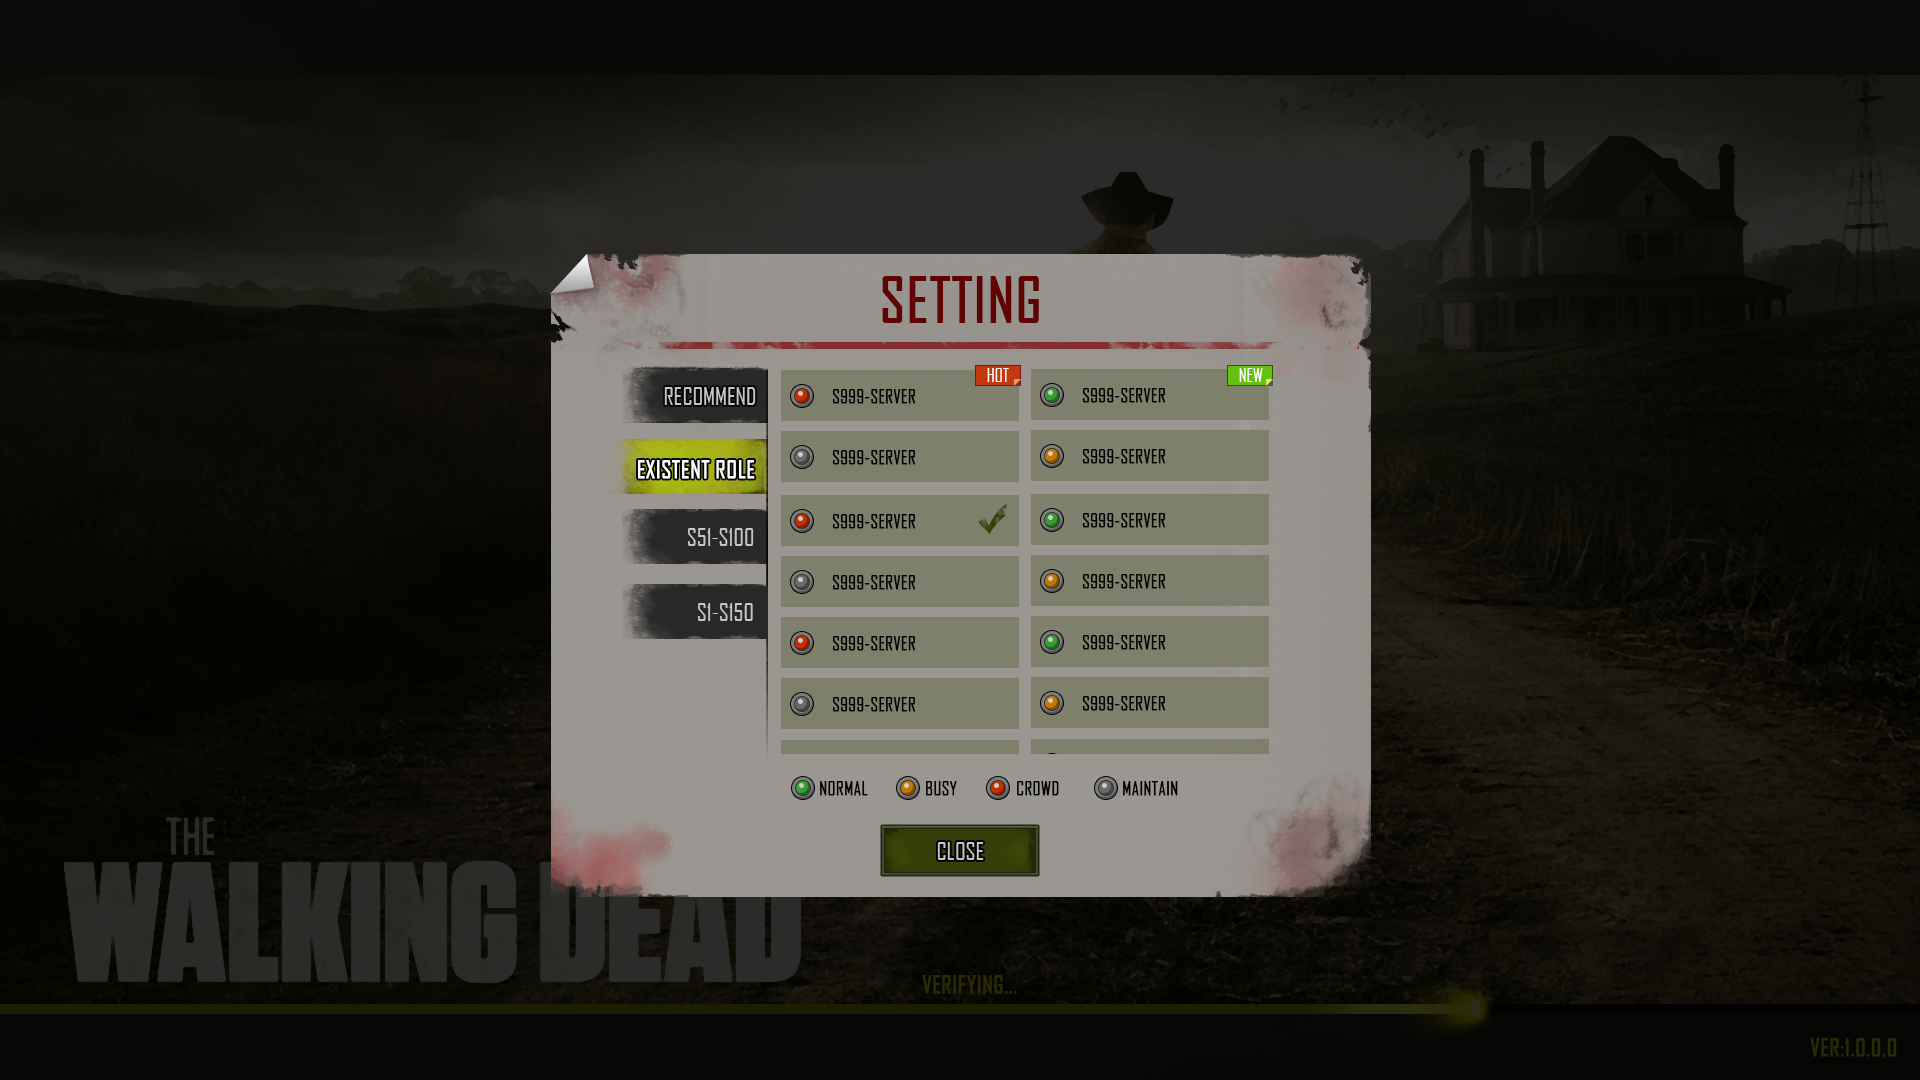 SETTING
RECOMMEND
EXISTENT ROLE
S51-S100
S1-S150
HOT
S999-SERVER
NEW
S999-SERVER
S999-SERVER
S999-SERVER
S999-SERVER
S999-SERVER
S999-SERVER
S999-SERVER
S999-SERVER
S999-SERVER
S999-SERVER
S999-SERVER
NORMAL
BUSY
CROWD
MAINTAIN
CLOSE
THE
WALKING DEAD
VERIFYING...
VER:1.0.0.0